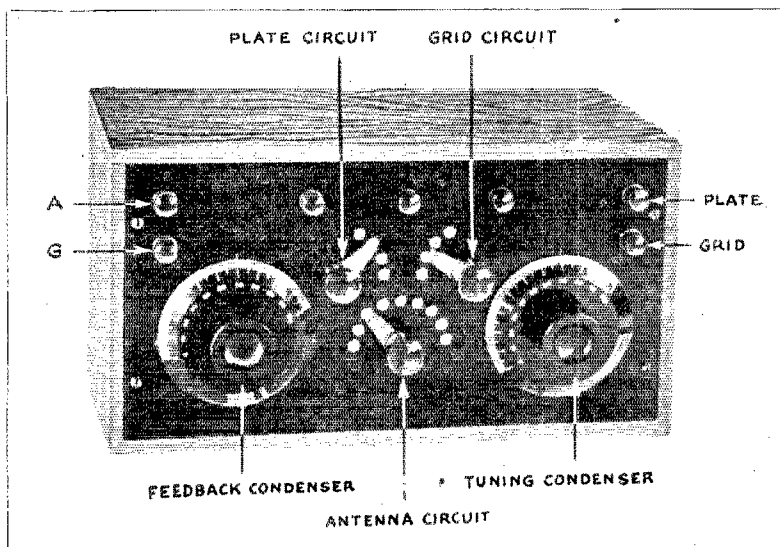 PLATE CIRCUIT
GRID CIRCUIT
A
PLATE
G
GRID
FEEDBACK CONDENSER
TUNING CONDENSER
ANTENNA CIRCUIT